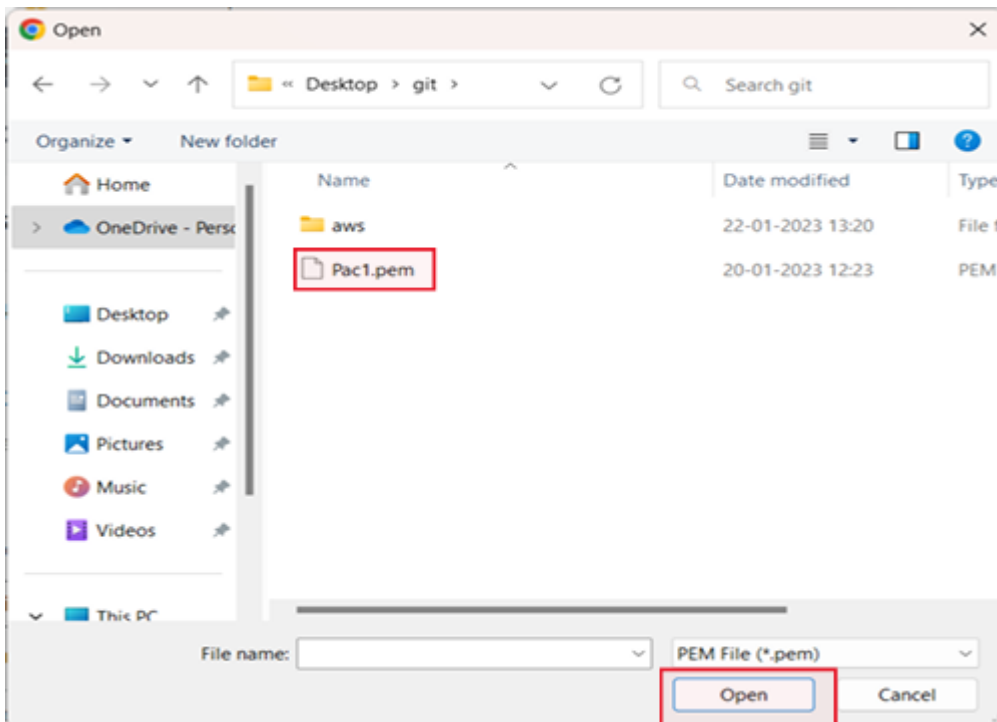 Open
« Desktop > git >
Search git
Organize
New folder
Home
OneDrive - Perso
Desktop
Downloads
Documents
Pictures
Music
Videos
This PC
Name Date modified Type
aws 22-01-2023 13:20 File
Pac1.pem 20-01-2023 12:23 PEM
File name: PEM File (*.pem)
Open Cancel